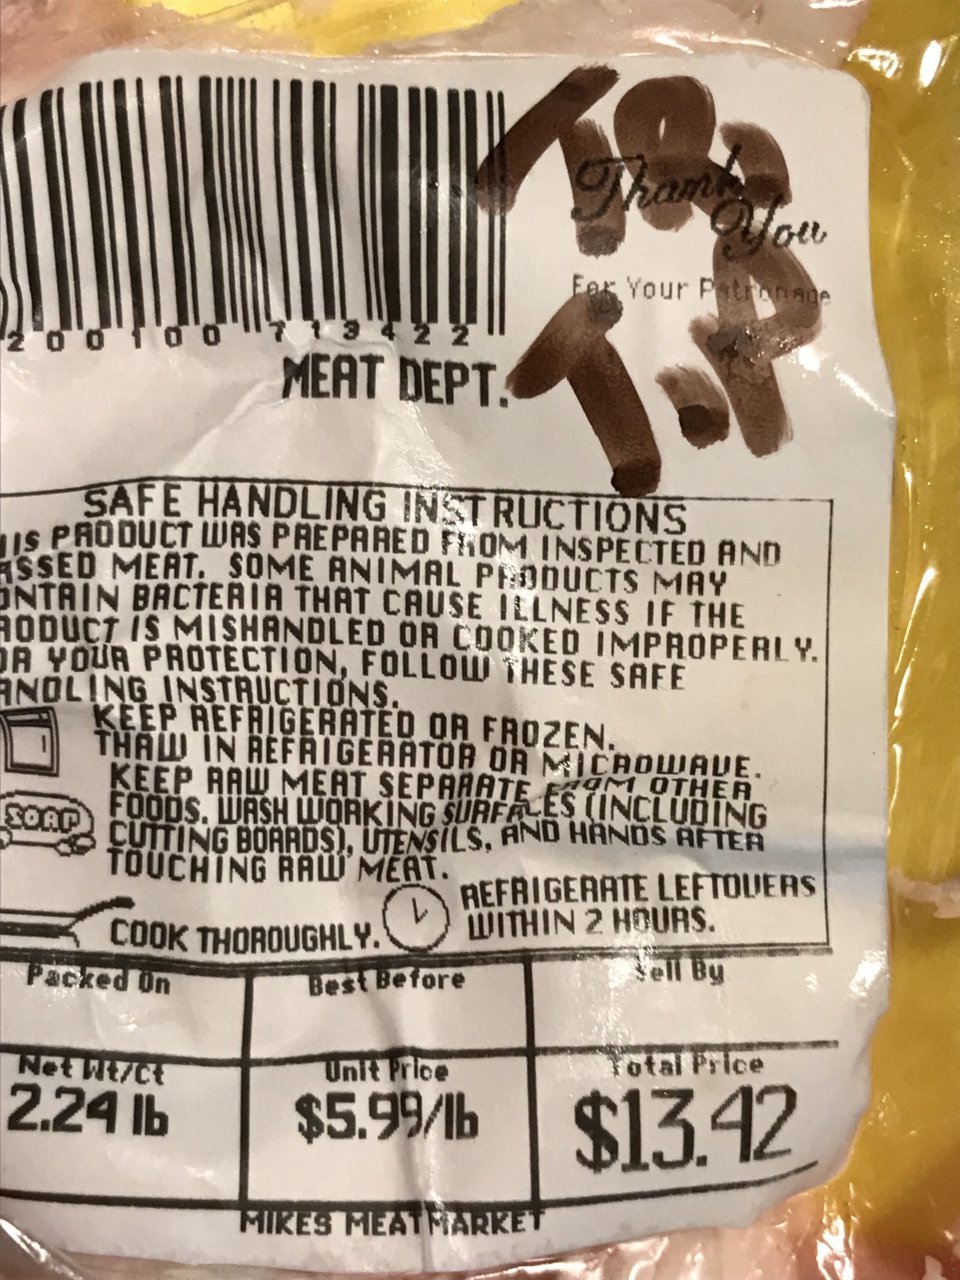 TOP
Thank
You
For Your Patronage
T.P
200100 713422
MEAT DEPT.
SAFE HANDLING INSTRUCTIONS
IS PRODUCT WAS PREPARED FROM INSPECTED AND
ASSED MEAT. SOME ANIMAL PRODUCTS MAY
ONTAIN BACTERIA THAT CAUSE ILLNESS IF THE
RODUCT IS MISHANDLED OR COOKED IMPROPERLY.
OR YOUR PROTECTION, FOLLOW THESE SAFE
ANDLING INSTRUCTIONS.
KEEP REFRIGERATED OR FROZEN.
THAW IN REFRIGERATOR OR MICROWAVE.
KEEP RAW MEAT SEPARATE FROM OTHER
FOODS. WASH WORKING SURFACES (INCLUDING
SOAP
CUTTING BOARDS), UTENSILS, AND HANDS AFTER
TOUCHING RAW MEAT.
COOK THOROUGHLY.
REFRIGERATE LEFTOVERS
WITHIN 2 HOURS.
Packed On Best Before Sell By
Net Wt/Ct Unit Price Total Price
2.24 lb $5.99/lb $13.42
MIKES MEAT MARKET